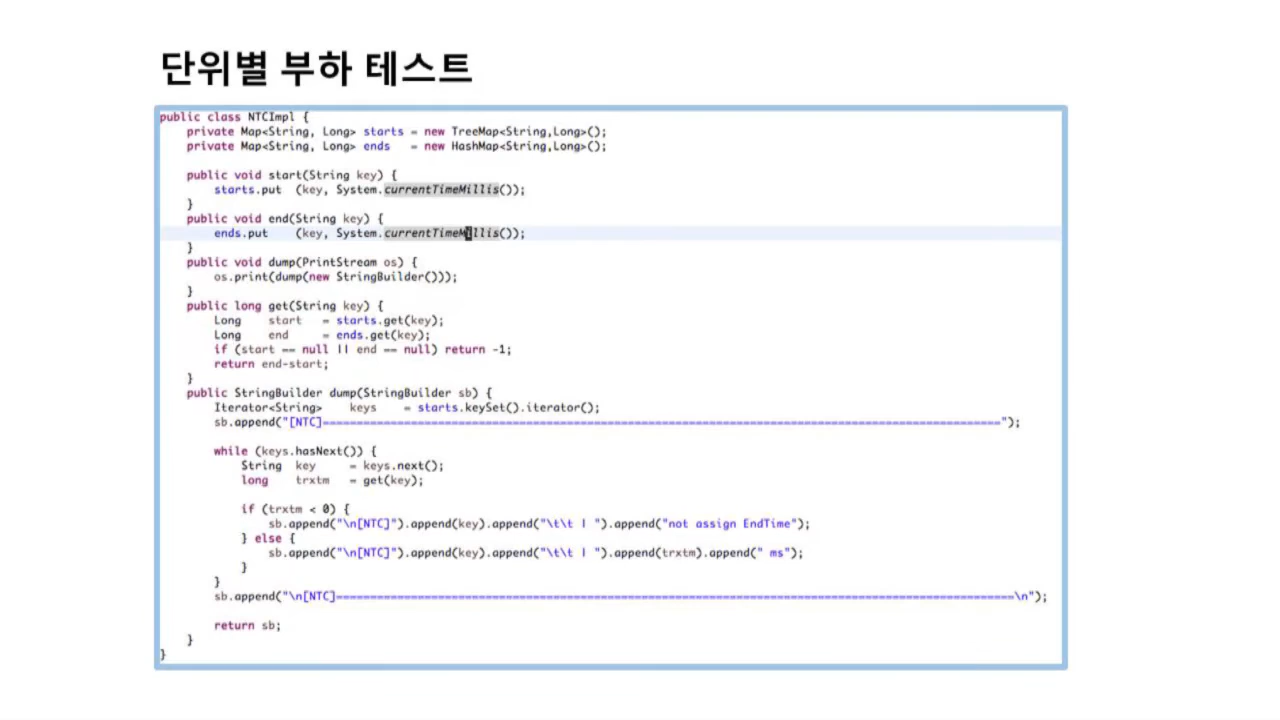 단위별 부하 테스트
public class NTCImpl {
    private Map<String, Long> starts = new TreeMap<String,Long>();
    private Map<String, Long> ends   = new HashMap<String,Long>();
    public void start(String key) {
        starts.put  (key, System.currentTimeMillis());
    }
    public void end(String key) {
        ends.put    (key, System.currentTimeMillis());
    }
    public void dump(PrintStream os) {
        os.print(dump(new StringBuilder()));
    }
    public long get(String key) {
        Long    start   = starts.get(key);
        Long    end     = ends.get(key);
        if (start == null || end == null) return -1;
        return end-start;
    }
    public StringBuilder dump(StringBuilder sb) {
        Iterator<String>    keys    = starts.keySet().iterator();
        sb.append("[NTC]====================================================================================================");
        while (keys.hasNext()) {
            String  key     = keys.next();
            long    trxtm   = get(key);
            if (trxtm < 0) {
                sb.append("\n[NTC]").append(key).append("\t\t | ").append("not assign EndTime");
            } else {
                sb.append("\n[NTC]").append(key).append("\t\t | ").append(trxtm).append(" ms");
            }
        }
        sb.append("\n[NTC]====================================================================================================\n");
        return sb;
    }
}